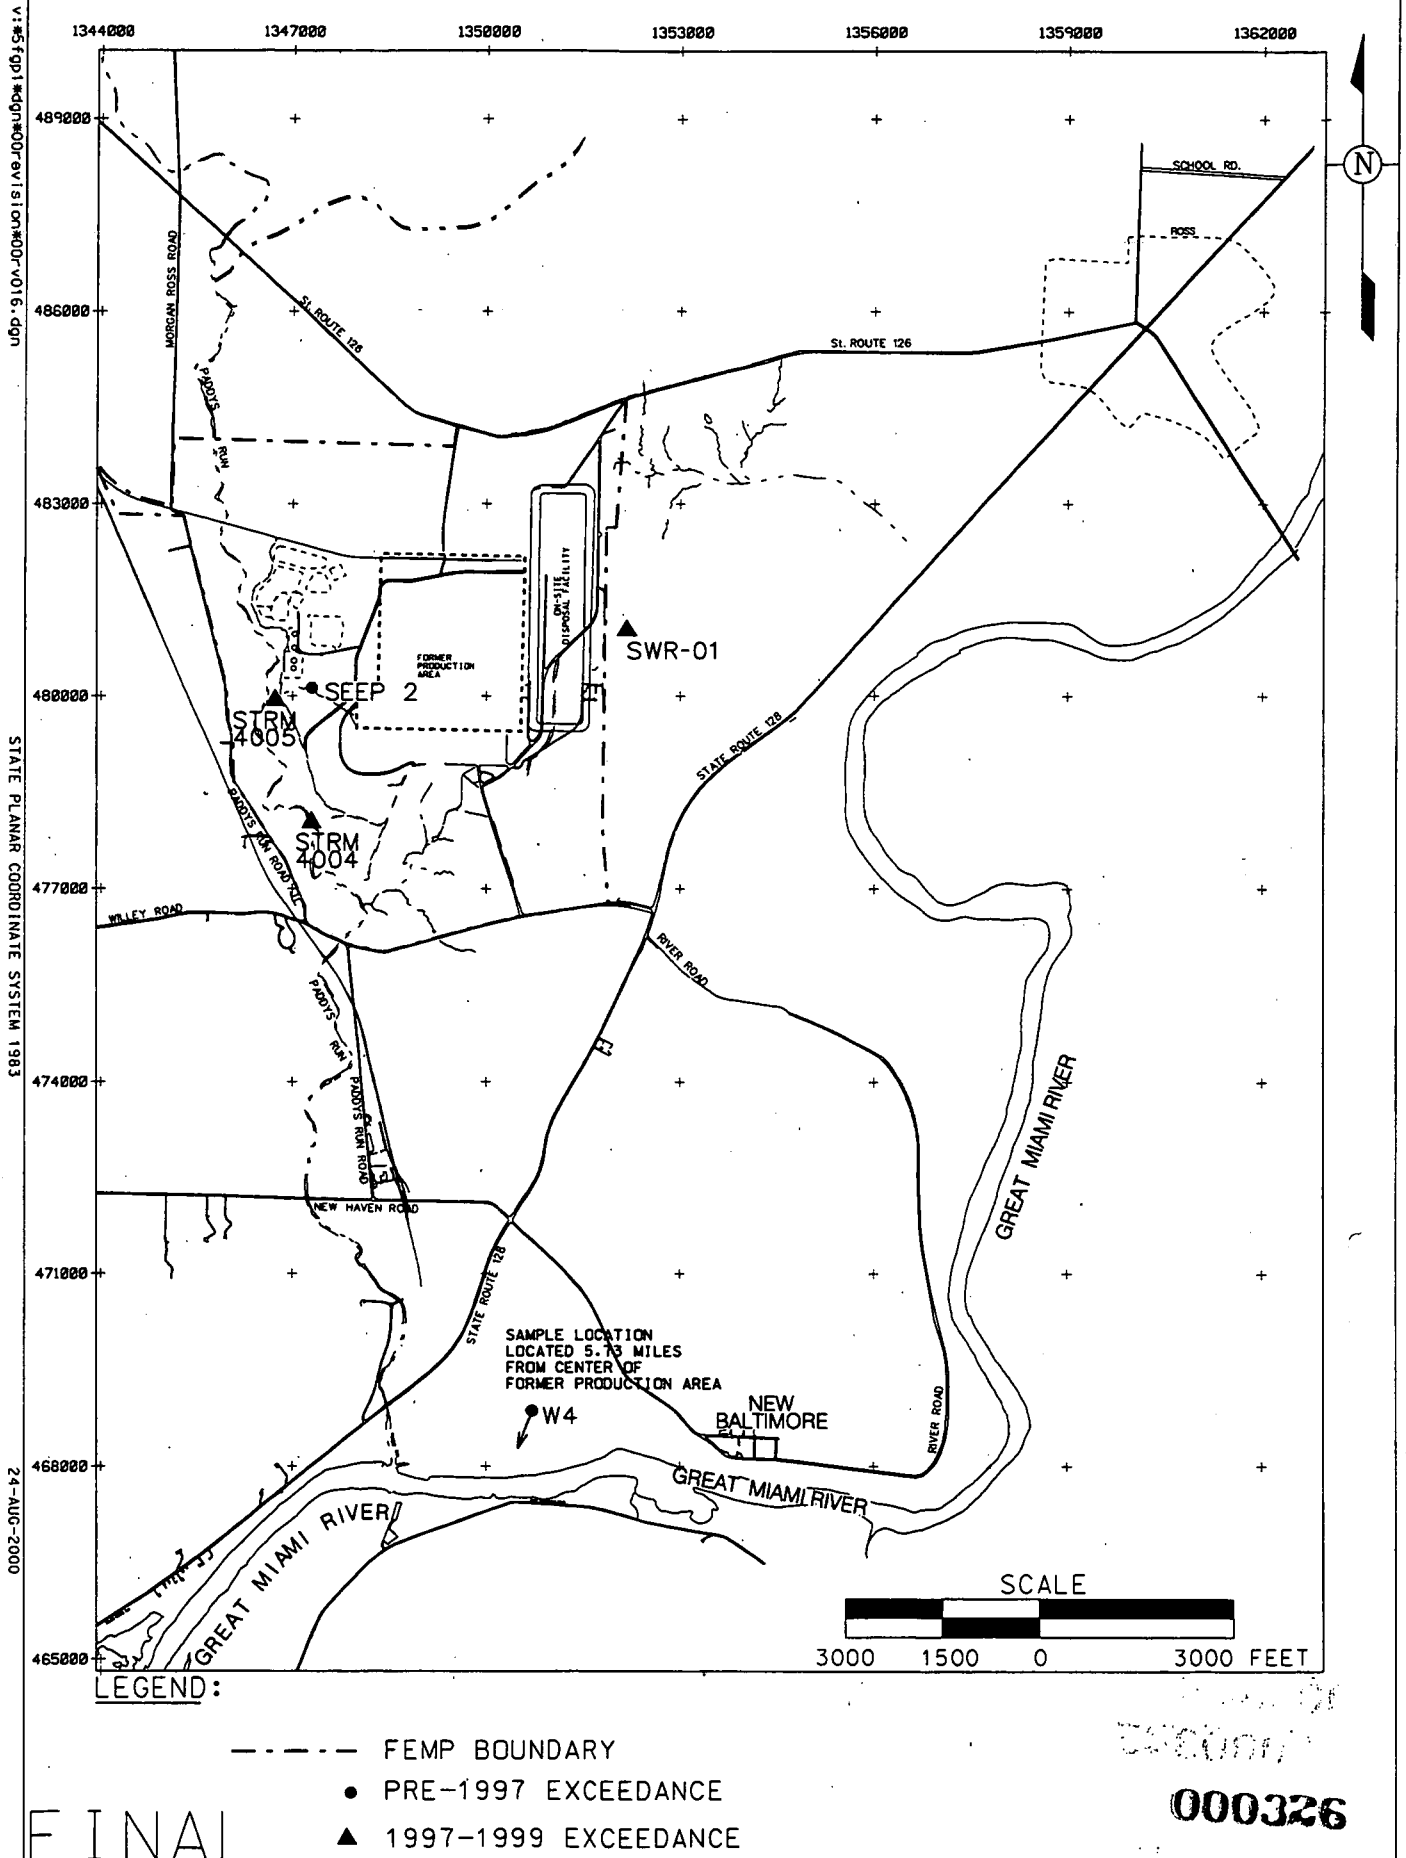 v:*5fgp1*dgn*00revision*00rv016.dgn
STATE PLANAR COORDINATE SYSTEM 1983
24-AUG-2000
1344000 1347000 1350000 1353000 1356000 1359000 1362000
489000
486000
483000
480000
477000
474000
471000
468000
465000
N
SCHOOL RD.
ROSS
MORGAN ROSS ROAD
St. ROUTE 126
St. ROUTE 126
PADDYS
RUN
ON-SITE
DISPOSAL FACILITY
FORMER
PRODUCTION
AREA
SWR-01
SEEP 2
STRM
4005
STRM
4004
STATE ROUTE 128
PADDYS RUN ROAD
WILLEY ROAD
RIVER ROAD
PADDYS
RUN
PADDYS RUN ROAD
GREAT MIAMI RIVER
NEW HAVEN ROAD
STATE ROUTE 128
SAMPLE LOCATION
LOCATED 5.73 MILES
FROM CENTER OF
FORMER PRODUCTION AREA
W4
NEW
BALTIMORE
RIVER ROAD
GREAT MIAMI RIVER
GREAT MIAMI RIVER
SCALE
3000 1500 0 3000 FEET
LEGEND:
FEMP BOUNDARY
PRE-1997 EXCEEDANCE
1997-1999 EXCEEDANCE
FINAL
000326